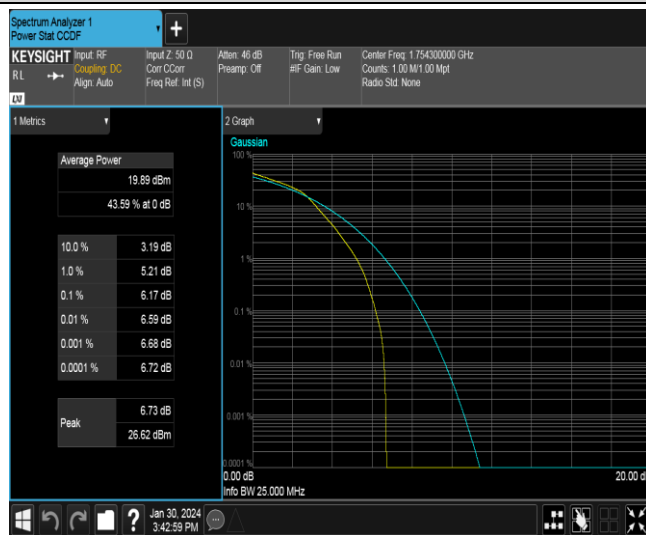 Spectrum Analyzer 1
Power Stat CCDF
+
KEYSIGHT
RL
LXI
Input: RF
Coupling: DC
Align: Auto
Input Z: 50 Ω
Corr CCorr
Freq Ref: Int (S)
Atten: 46 dB
Preamp: Off
Trig: Free Run
#IF Gain: Low
Center Freq: 1.754300000 GHz
Counts: 1.00 M/1.00 Mpt
Radio Std: None
1 Metrics
Average Power
19.89 dBm
43.59 % at 0 dB
10.0 % 3.19 dB
1.0 % 5.21 dB
0.1 % 6.17 dB
0.01 % 6.59 dB
0.001 % 6.68 dB
0.0001 % 6.72 dB
Peak
6.73 dB
26.62 dBm
2 Graph
Gaussian
100 %
10 %
1 %
0.1 %
0.01 %
0.001 %
0.0001 %
0.00 dB
20.00 d
Info BW 25.000 MHz
?
Jan 30, 2024
3:42:59 PM